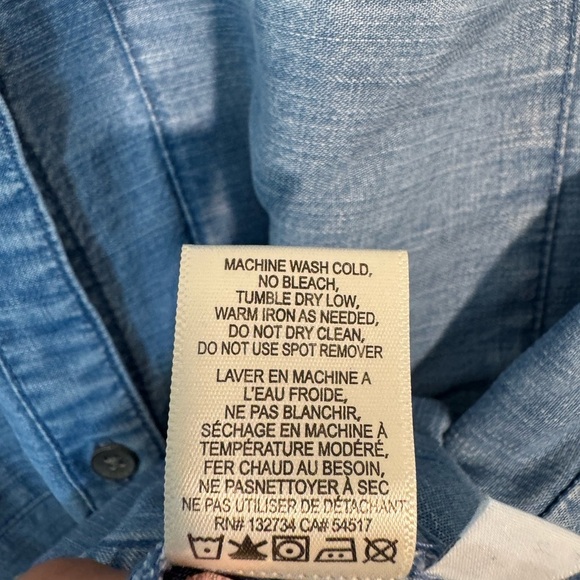 MACHINE WASH COLD,
NO BLEACH,
TUMBLE DRY LOW,
WARM IRON AS NEEDED,
DO NOT DRY CLEAN,
DO NOT USE SPOT REMOVER
LAVER EN MACHINE A
L'EAU FROIDE,
NE PAS BLANCHIR,
SÉCHAGE EN MACHINE À
TEMPÉRATURE MODÉRÉ,
FER CHAUD AU BESOIN,
NE PASNETTOYER À SEC
NE PAS UTILISER DE DÉTACHANT
RN# 132734 CA# 54517